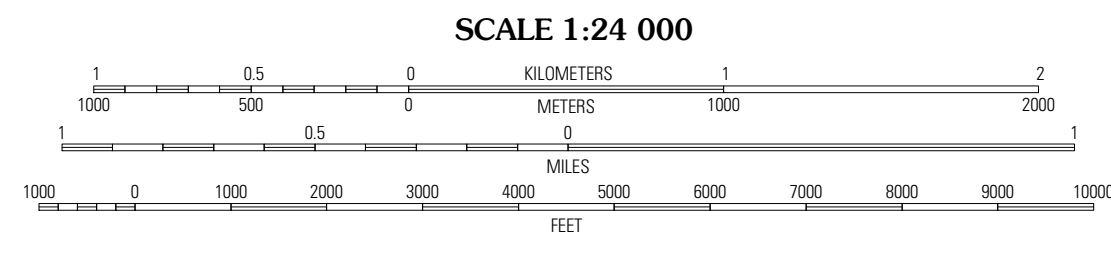 SCALE 1:24 000
1 0.5 0 KILOMETERS 1 2
1000 500 0 METERS 1000 2000
1 0.5 0 1
MILES
1000 0 1000 2000 3000 4000 5000 6000 7000 8000 9000 10000
FEET